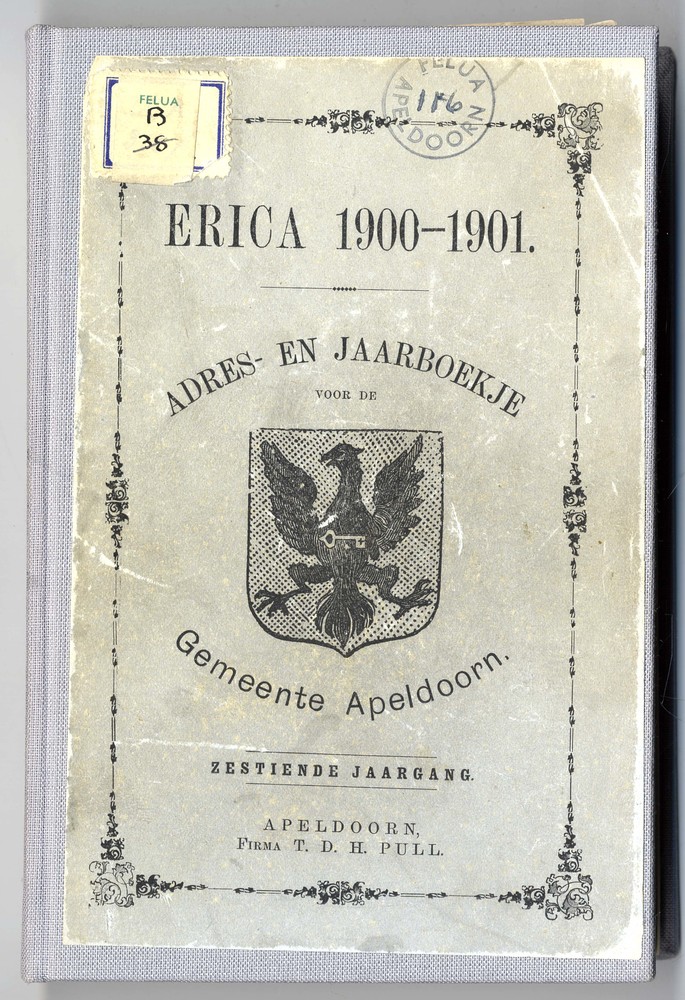 FELUA
B
38
FELUA
116
APELDOORN
ERICA 1900–1901.
ADRES- EN JAARBOEKJE
VOOR DE
Gemeente Apeldoorn.
ZESTIENDE JAARGANG.
APELDOORN,
FIRMA T. D. H. PULL.